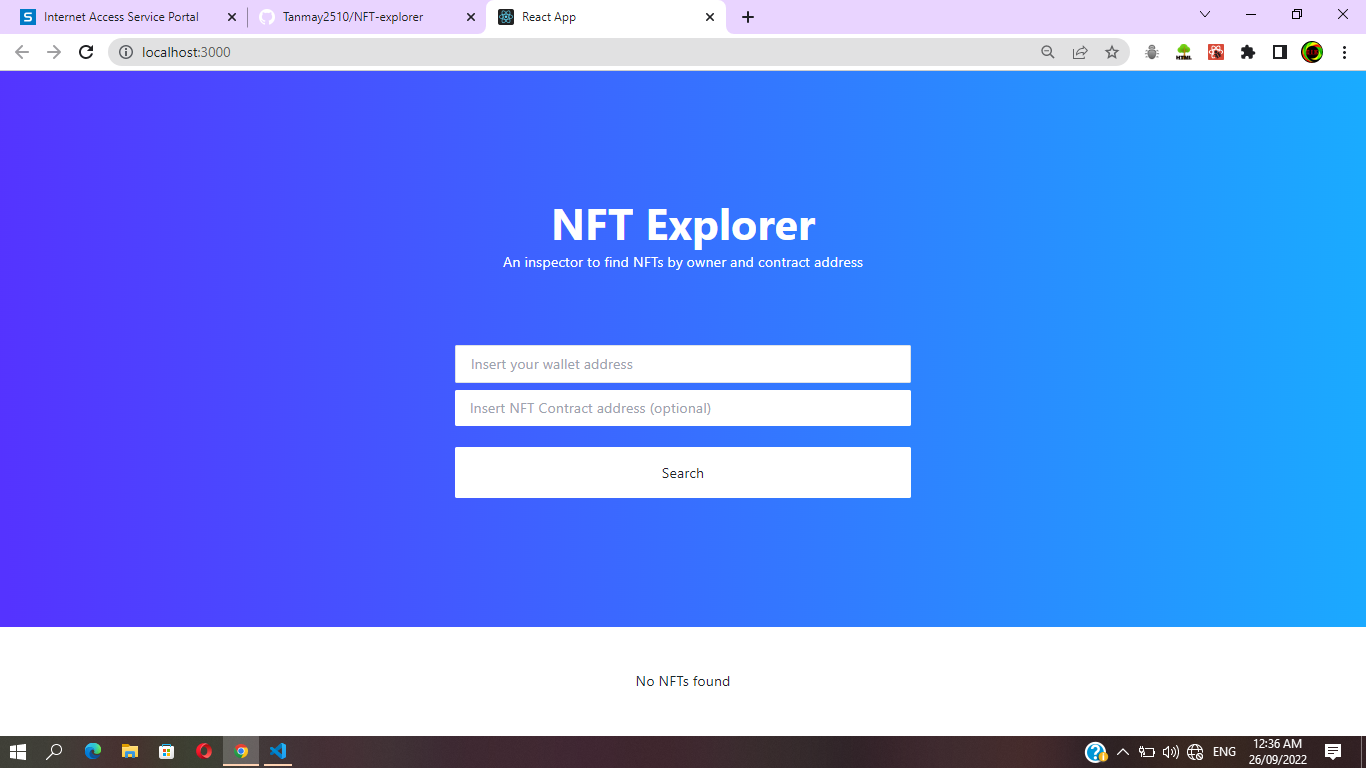 Internet Access Service Portal
Tanmay2510/NFT-explorer
React App
localhost:3000
NFT Explorer
An inspector to find NFTs by owner and contract address
Insert your wallet address
Insert NFT Contract address (optional)
Search
No NFTs found
ENG
12:36 AM
26/09/2022